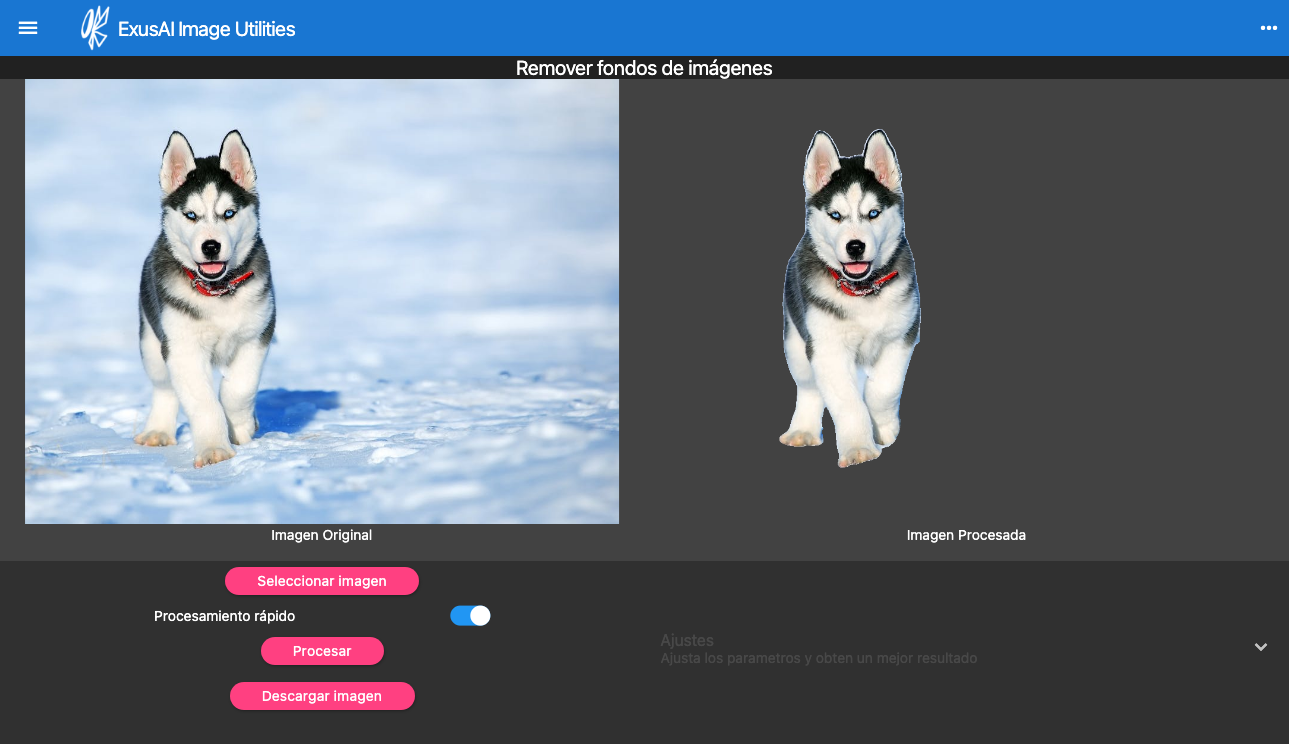 ExusAI Image Utilities
Remover fondos de imágenes
Imagen Original
Imagen Procesada
Seleccionar imagen
Procesamiento rápido
Procesar
Descargar imagen
Ajustes
Ajusta los parametros y obten un mejor resultado